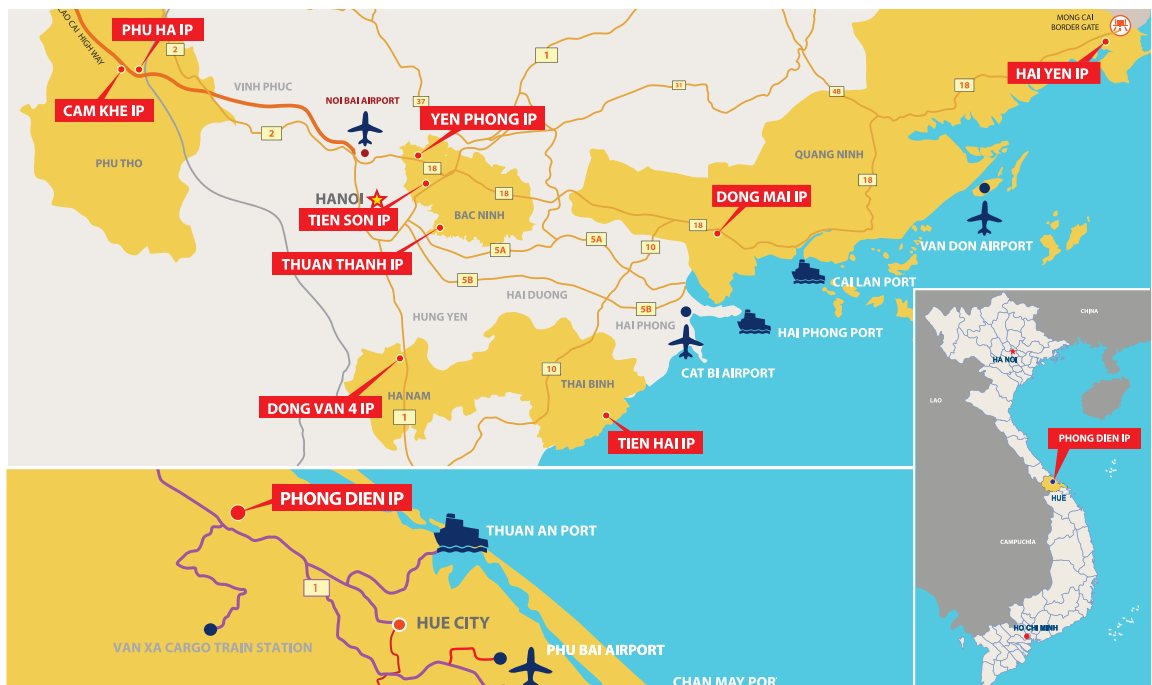 LAO CAI HIGH WAY
PHU HA IP
2
CAM KHE IP
PHU THO
VINH PHUC
2
NOI BAI AIRPORT
37
1
31
48
18
MONG CAI
BORDER GATE
HAI YEN IP
YEN PHONG IP
18
HANOI
TIEN SON IP
BAC NINH
18
THUAN THANH IP
QUANG NINH
DONG MAI IP
18
VAN DON AIRPORT
5A
5A
10
5B
HAI DUONG
5B
CAI LAN PORT
HUNG YEN
HAI PHONG
HAI PHONG PORT
CAT BI AIRPORT
10
THAI BINH
HA NAM
DONG VAN 4 IP
1
TIEN HAI IP
CHINA
HA NOI
LAO
PHONG DIEN IP
HUE
CAMPUCHIA
HO CHI MINH
PHONG DIEN IP
THUAN AN PORT
1
HUE CITY
VAN XA CARGO TRAIN STATION
PHU BAI AIRPORT
CHAN MAY POR